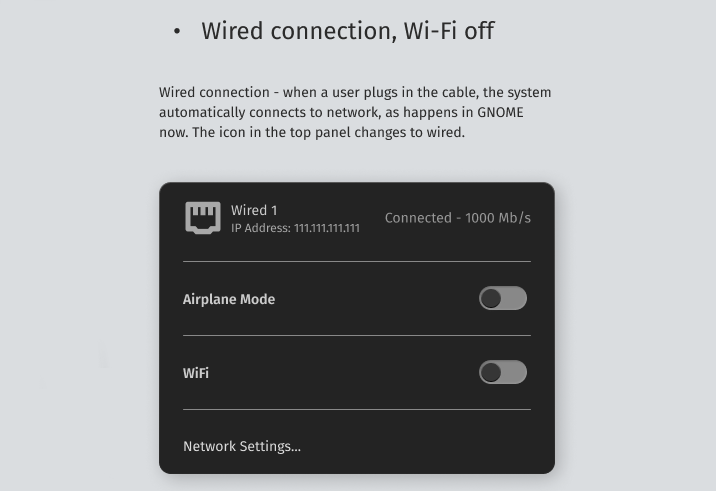 • Wired connection, Wi-Fi off
Wired connection - when a user plugs in the cable, the system
automatically connects to network, as happens in GNOME
now. The icon in the top panel changes to wired.
Wired 1
IP Address: 111.111.111.111
Connected - 1000 Mb/s
Airplane Mode
WiFi
Network Settings...